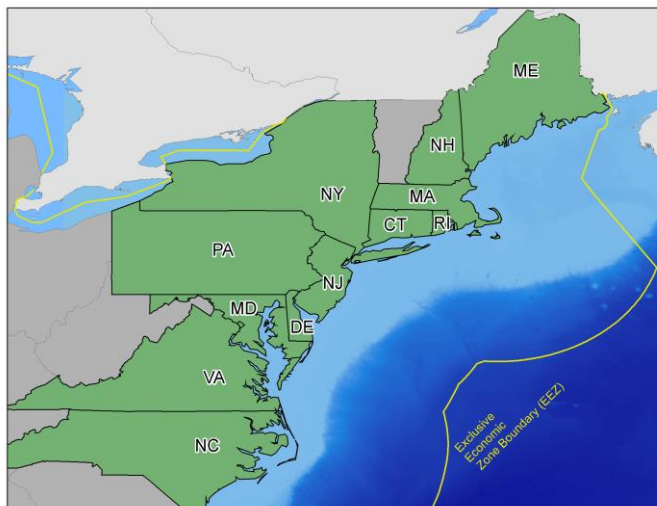 ME
NH
NY
MA
CT
RI
PA
NJ
MD
DE
VA
NC
Exclusive
Economic
Zone Boundary (EEZ)